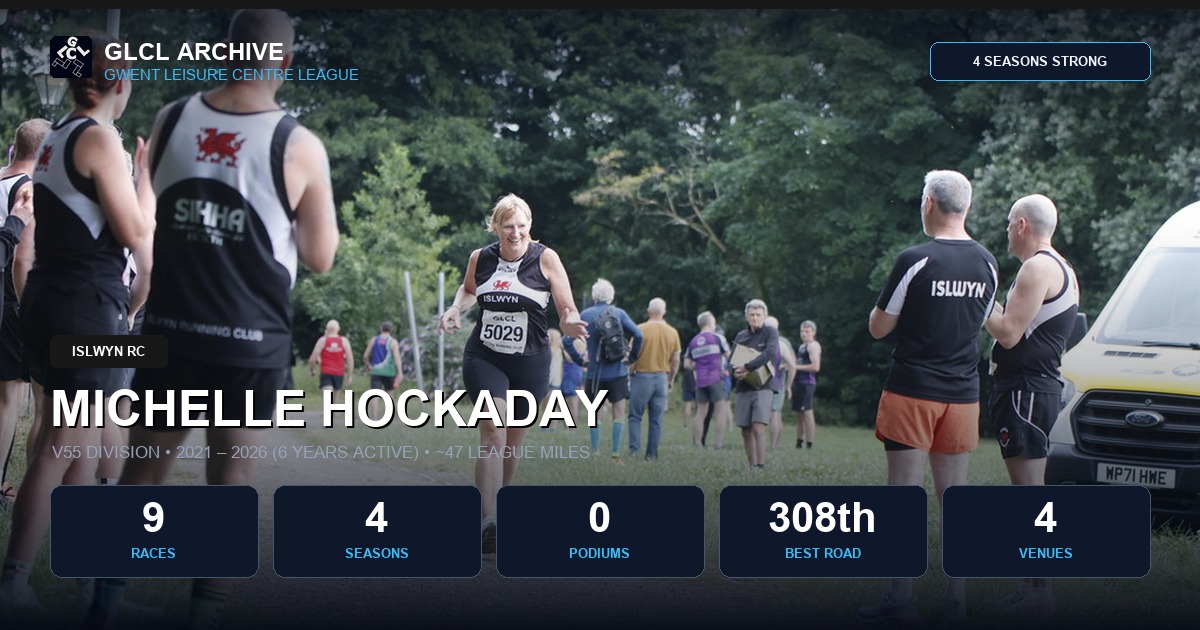 GLCL ARCHIVE
GWENT LEISURE CENTRE LEAGUE
4 SEASONS STRONG
ISLWYN
ISLWYN
GLCL
5029
RUNNING CLUB
WP71 HWE
ISLWYN RC
MICHELLE HOCKADAY
V55 DIVISION • 2021 – 2026 (6 YEARS ACTIVE) • ~47 LEAGUE MILES
9
RACES
4
SEASONS
0
PODIUMS
308th
BEST ROAD
4
VENUES